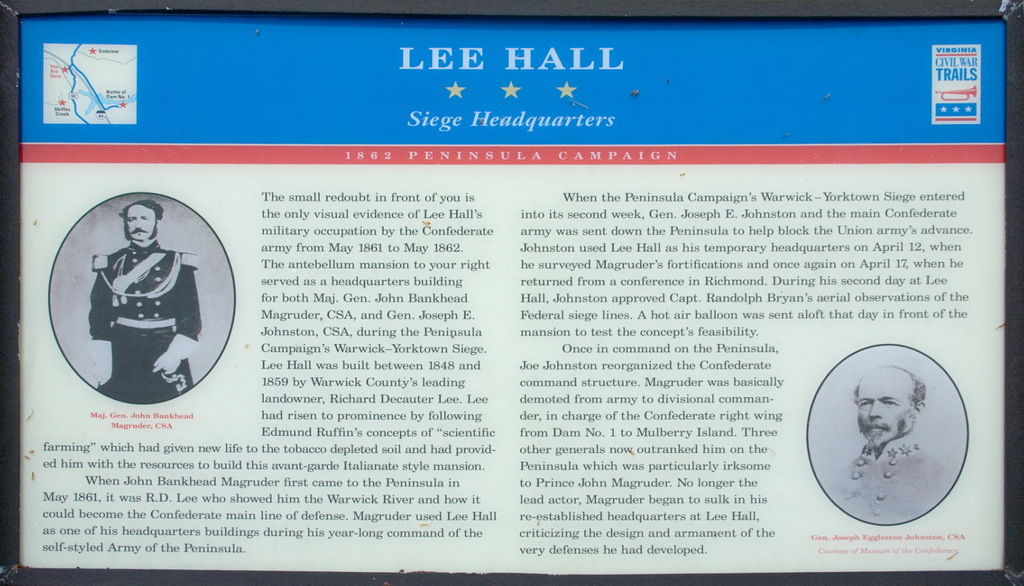 LEE HALL
Siege Headquarters
1862 PENINSULA CAMPAIGN
Endview
You
Are
Here
Battle of
Dam No. 1
Skiffes
Creek
VIRGINIA
CIVIL WAR
TRAILS
The small redoubt in front of you is
the only visual evidence of Lee Hall's
military occupation by the Confederate
army from May 1861 to May 1862.
The antebellum mansion to your right
served as a headquarters building
for both Maj. Gen. John Bankhead
Magruder, CSA, and Gen. Joseph E.
Johnston, CSA, during the Peninsula
Campaign's Warwick–Yorktown Siege.
Lee Hall was built between 1848 and
1859 by Warwick County's leading
landowner, Richard Decauter Lee. Lee
had risen to prominence by following
Edmund Ruffin's concepts of "scientific
farming" which had given new life to the tobacco depleted soil and had provid-
ed him with the resources to build this avant-garde Italianate style mansion.
When John Bankhead Magruder first came to the Peninsula in
May 1861, it was R.D. Lee who showed him the Warwick River and how it
could become the Confederate main line of defense. Magruder used Lee Hall
as one of his headquarters buildings during his year-long command of the
self-styled Army of the Peninsula.
Maj. Gen. John Bankhead
Magruder, CSA
When the Peninsula Campaign's Warwick–Yorktown Siege entered
into its second week, Gen. Joseph E. Johnston and the main Confederate
army was sent down the Peninsula to help block the Union army's advance.
Johnston used Lee Hall as his temporary headquarters on April 12, when
he surveyed Magruder's fortifications and once again on April 17, when he
returned from a conference in Richmond. During his second day at Lee
Hall, Johnston approved Capt. Randolph Bryan's aerial observations of the
Federal siege lines. A hot air balloon was sent aloft that day in front of the
mansion to test the concept's feasibility.
Once in command on the Peninsula,
Joe Johnston reorganized the Confederate
command structure. Magruder was basically
demoted from army to divisional comman-
der, in charge of the Confederate right wing
from Dam No. 1 to Mulberry Island. Three
other generals now outranked him on the
Peninsula which was particularly irksome
to Prince John Magruder. No longer the
lead actor, Magruder began to sulk in his
re-established headquarters at Lee Hall,
criticizing the design and armament of the
very defenses he had developed.
Gen. Joseph Eggleston Johnston, CSA
Courtesy of Museum of the Confederacy